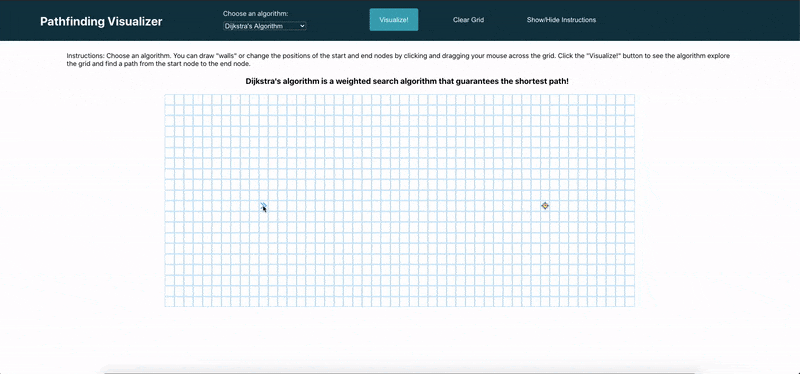 Pathfinding Visualizer
Choose an algorithm:
Dijkstra's Algorithm
Visualize!
Clear Grid
Show/Hide Instructions
Instructions: Choose an algorithm. You can draw "walls" or change the positions of the start and end nodes by clicking and dragging your mouse across the grid. Click the "Visualize!" button to see the algorithm explore
the grid and find a path from the start node to the end node.
Dijkstra's algorithm is a weighted search algorithm that guarantees the shortest path!